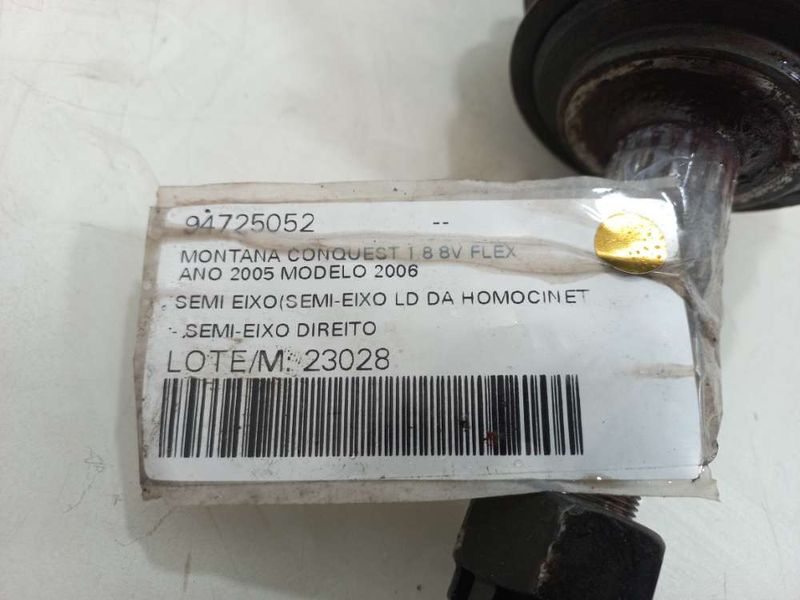 94725052 --
MONTANA CONQUEST 1 8 8V FLEX
ANO 2005 MODELO 2006
SEMI EIXO(SEMI-EIXO LD DA HOMOCINET
- SEMI-EIXO DIREITO
LOTE/M: 23028